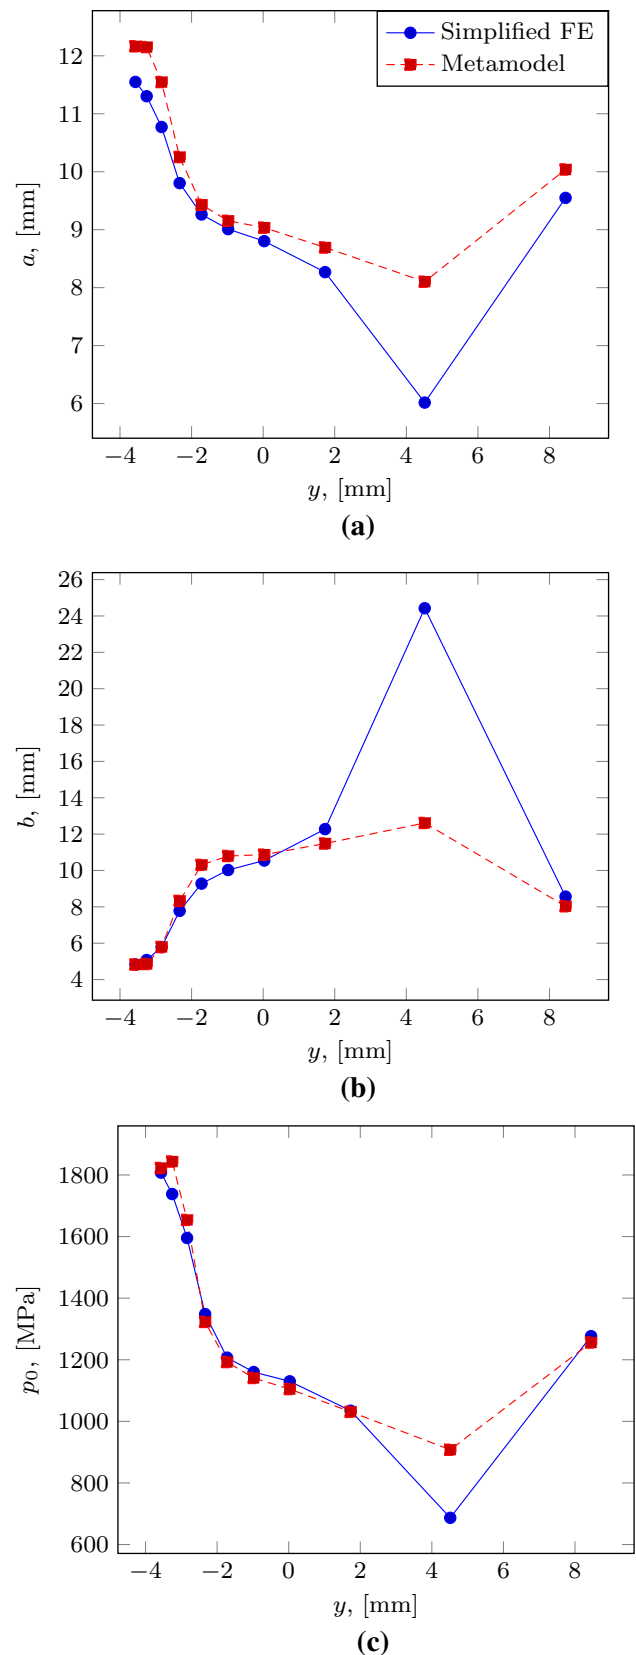 Simplified FE
Metamodel
12
11
10
9
8
7
6
a, [mm]
−4 −2 0 2 4 6 8
y, [mm]
(a)
26
24
22
20
18
16
14
12
10
8
6
4
b, [mm]
−4 −2 0 2 4 6 8
y, [mm]
(b)
1800
1600
1400
1200
1000
800
600
p₀, [MPa]
−4 −2 0 2 4 6 8
y, [mm]
(c)